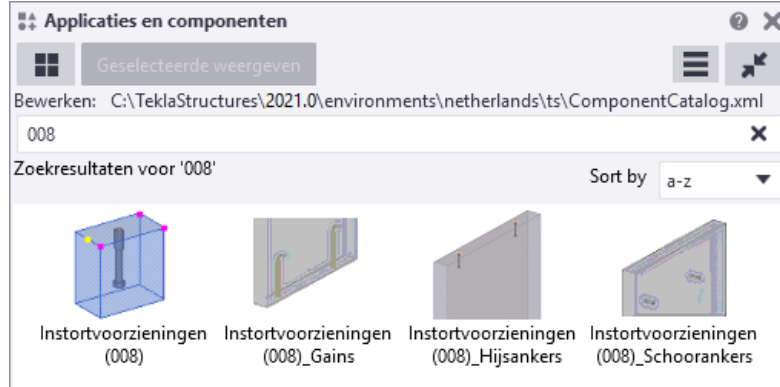 Applicaties en componenten
Geselecteerde weergeven
Bewerken: C:\TeklaStructures\2021.0\environments\netherlands\ts\ComponentCatalog.xml
008
Zoekresultaten voor '008'
Sort by a-z
Instortvoorzieningen (008)
Instortvoorzieningen (008)_Gains
Instortvoorzieningen (008)_Hijsankers
Instortvoorzieningen (008)_Schoorankers